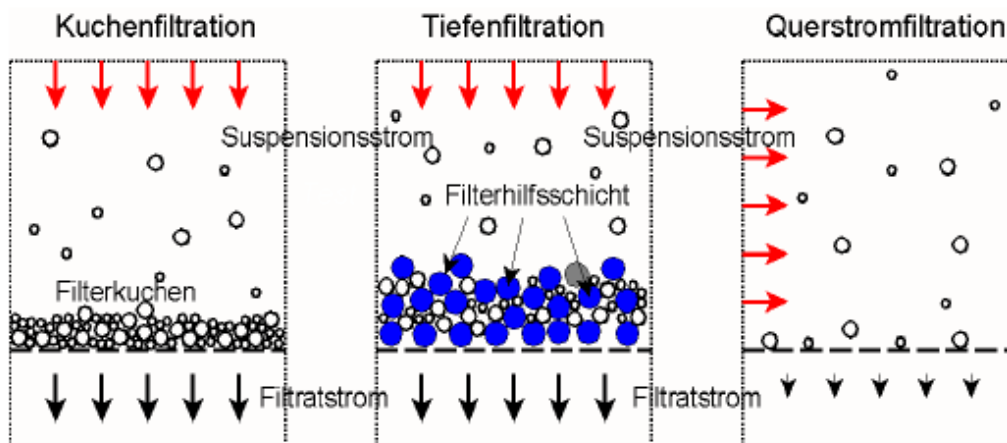 Kuchenfiltration
Tiefenfiltration
Querstromfiltration
Suspensionsstrom
Suspensionsstrom
Filterhilfsschicht
Filterkuchen
Filtratstrom
Filtratstrom